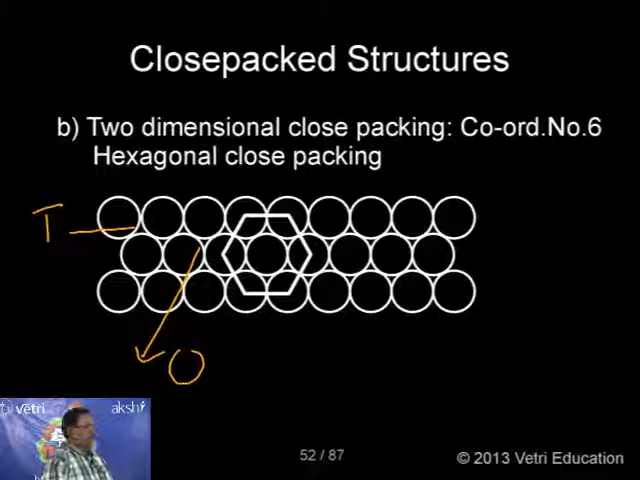 Closepacked Structures
b) Two dimensional close packing: Co-ord.No.6
Hexagonal close packing
T
O
vetri
akshi
52 / 87
© 2013 Vetri Education